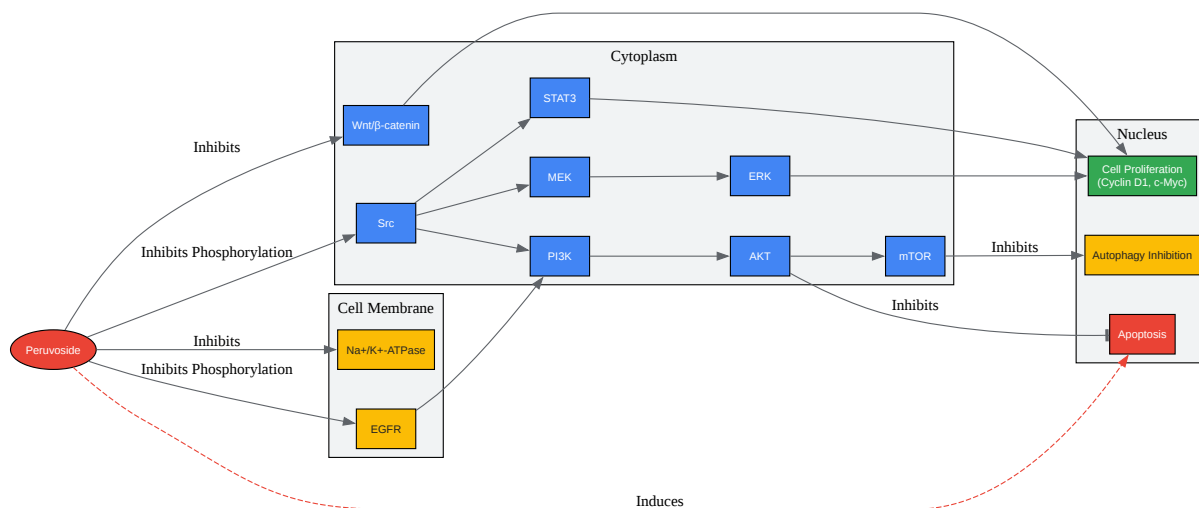 Cytoplasm
STAT3
Wnt/β-catenin
Nucleus
Inhibits
Cell Proliferation
(Cyclin D1, c-Myc)
MEK
ERK
Src
Inhibits Phosphorylation
Inhibits
PI3K
AKT
mTOR
Autophagy Inhibition
Cell Membrane
Inhibits
Apoptosis
Inhibits
Peruvoside
Na+/K+-ATPase
Inhibits Phosphorylation
EGFR
Induces